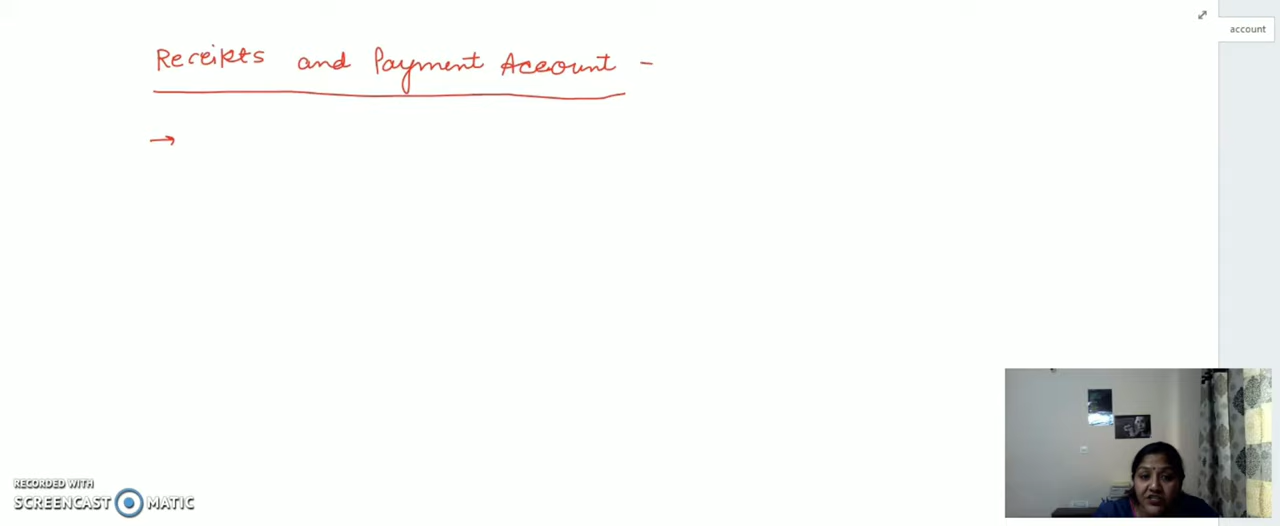 account
Receipts and Payment Account -
→
RECORDED WITH
SCREENCAST MATIC